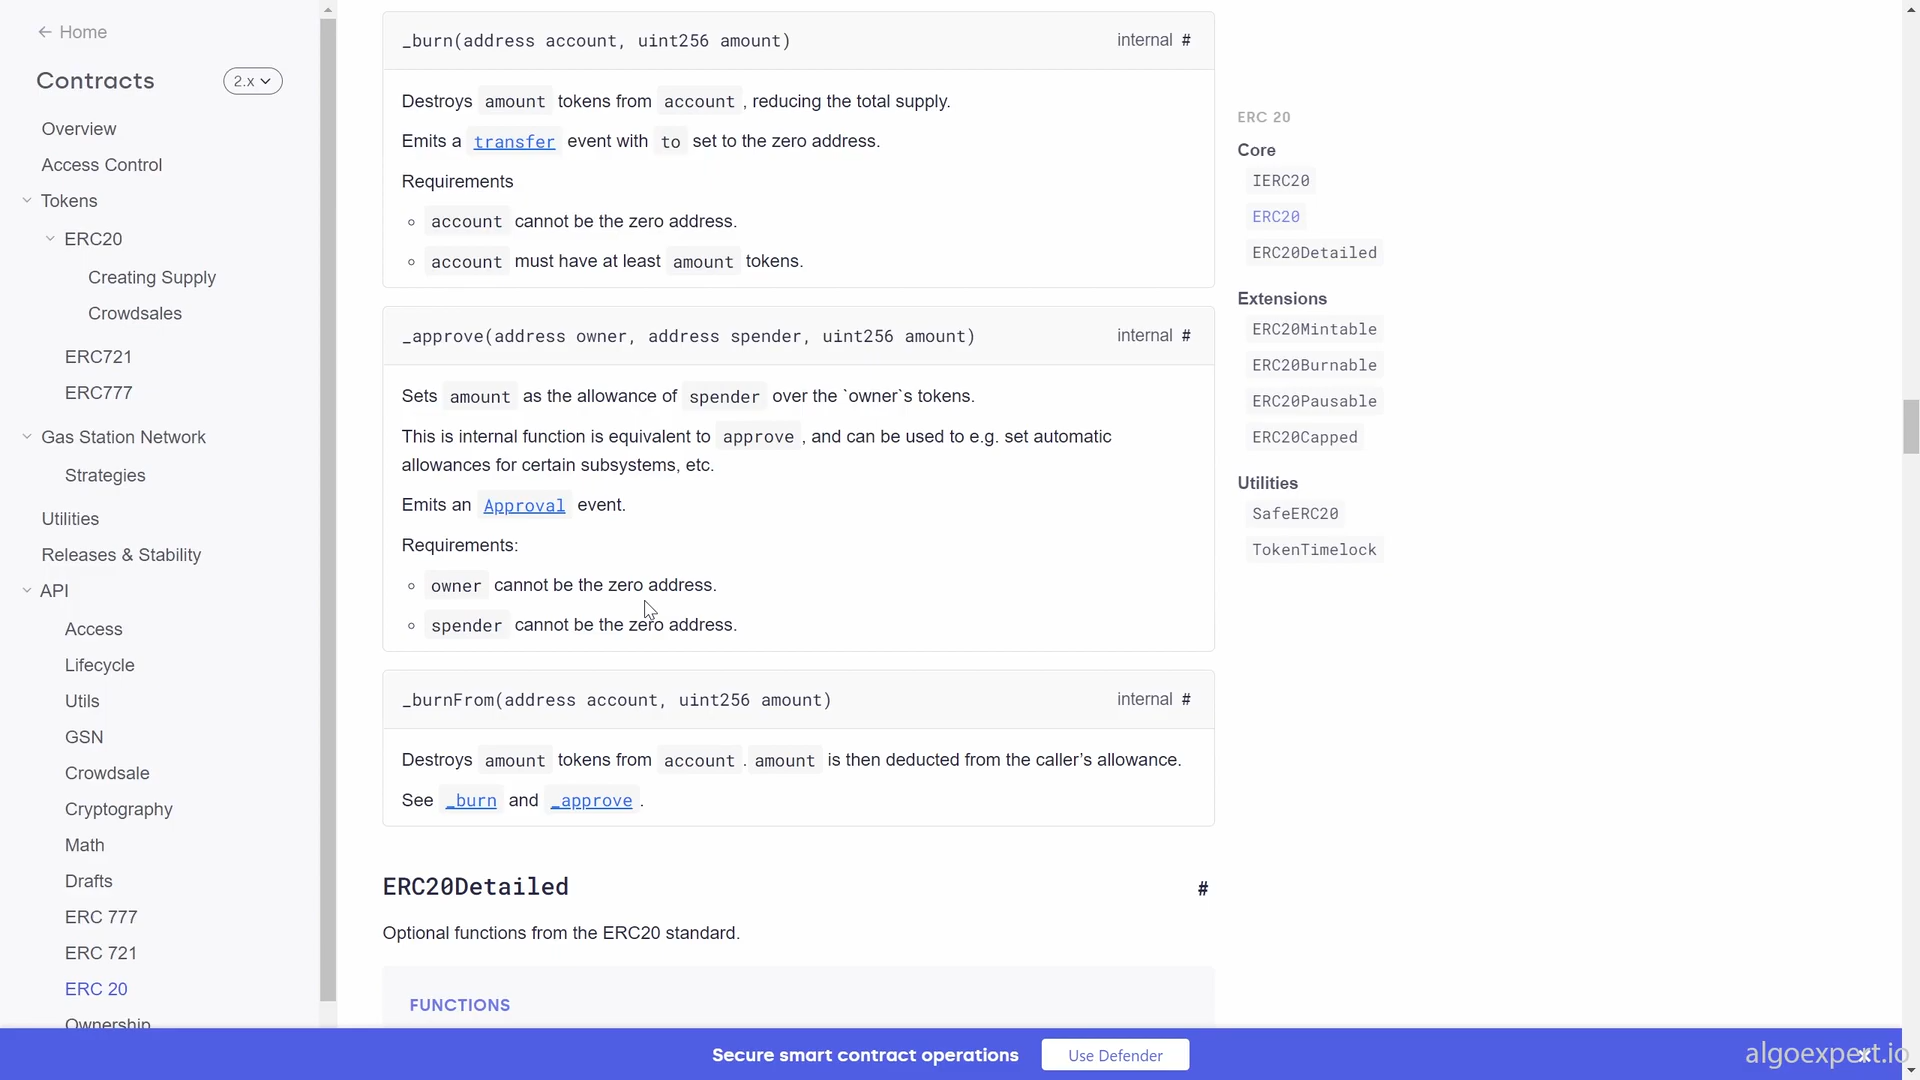 Home
Contracts
2.x
Overview
Access Control
Tokens
ERC20
Creating Supply
Crowdsales
ERC721
ERC777
Gas Station Network
Strategies
Utilities
Releases & Stability
API
Access
Lifecycle
Utils
GSN
Crowdsale
Cryptography
Math
Drafts
ERC 777
ERC 721
ERC 20
Ownership
_burn(address account, uint256 amount)
internal #
Destroys amount tokens from account , reducing the total supply.
Emits a transfer event with to set to the zero address.
Requirements
account cannot be the zero address.
account must have at least amount tokens.
_approve(address owner, address spender, uint256 amount)
internal #
Sets amount as the allowance of spender over the `owner`s tokens.
This is internal function is equivalent to approve , and can be used to e.g. set automatic
allowances for certain subsystems, etc.
Emits an Approval event.
Requirements:
owner cannot be the zero address.
spender cannot be the zero address.
_burnFrom(address account, uint256 amount)
internal #
Destroys amount tokens from account . amount is then deducted from the caller’s allowance.
See _burn and _approve .
ERC20Detailed
#
Optional functions from the ERC20 standard.
FUNCTIONS
ERC 20
Core
IERC20
ERC20
ERC20Detailed
Extensions
ERC20Mintable
ERC20Burnable
ERC20Pausable
ERC20Capped
Utilities
SafeERC20
TokenTimelock
Secure smart contract operations
Use Defender
algoexpert.io